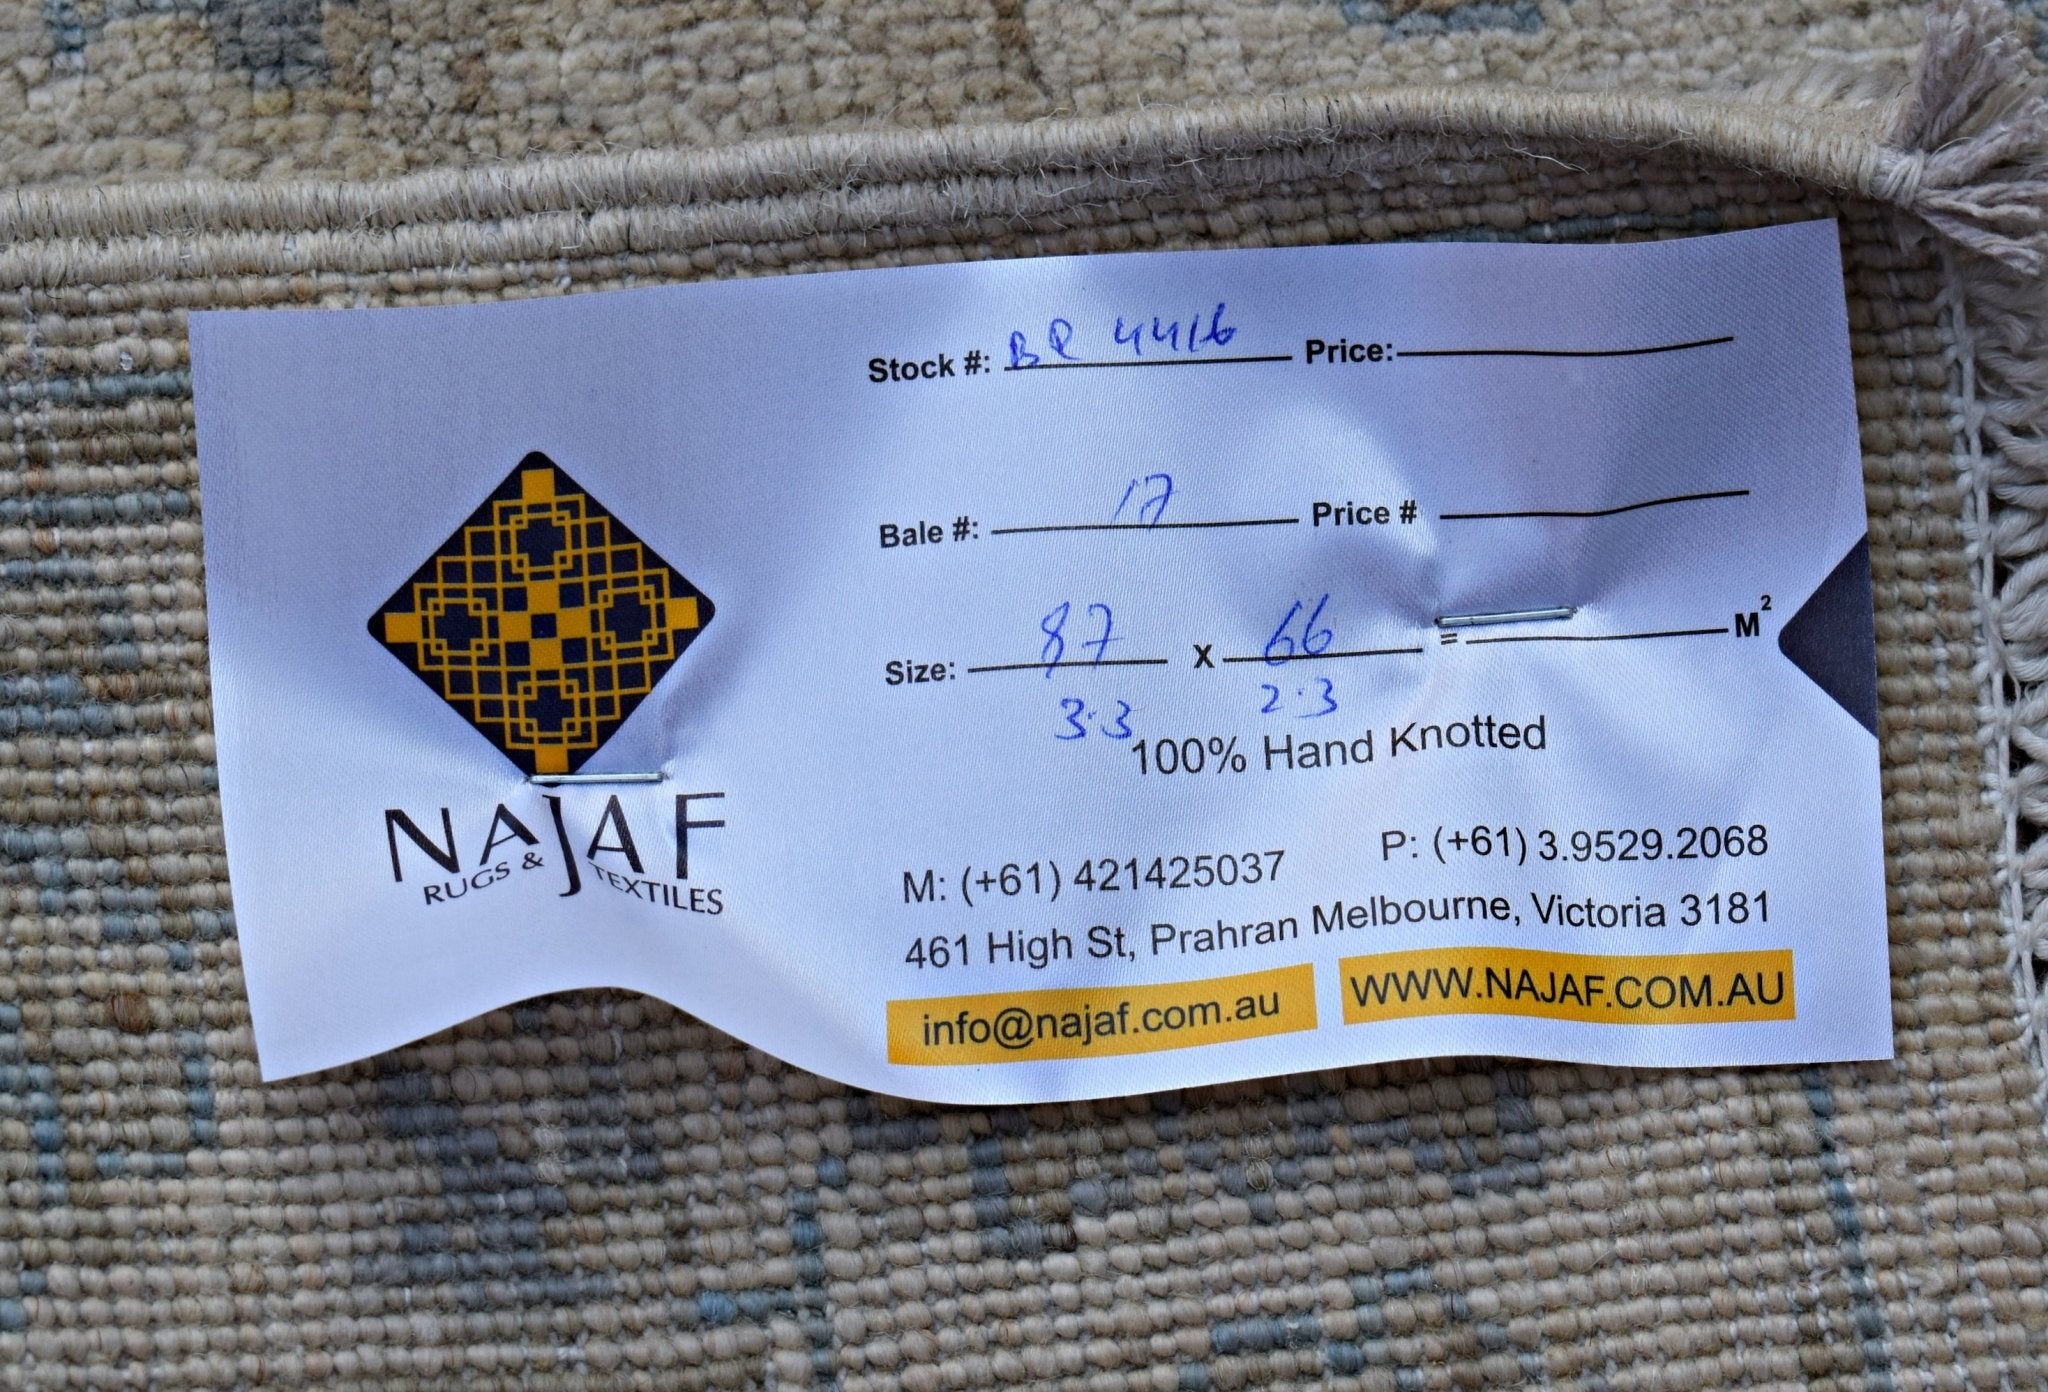 Stock #: BR 4416 Price:
Bale #: 17 Price #
Size: 87 x 66 = M²
3.3 2.3
100% Hand Knotted
NAJAF
RUGS & TEXTILES
M: (+61) 421425037 P: (+61) 3.9529.2068
461 High St, Prahran Melbourne, Victoria 3181
info@najaf.com.au WWW.NAJAF.COM.AU